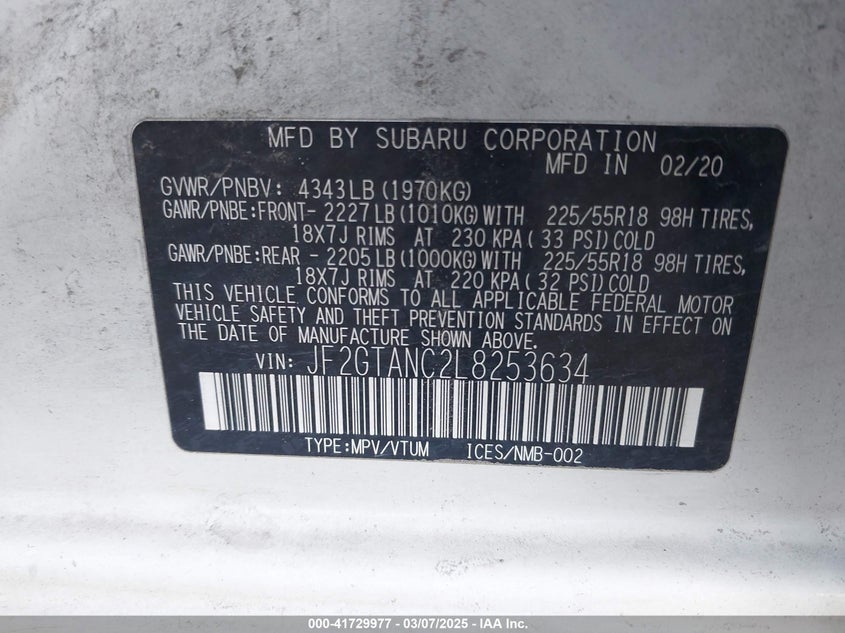 MFD BY SUBARU CORPORATION
MFD IN 02/20
GVWR/PNBV: 4343LB (1970KG)
GAWR/PNBE:FRONT- 2227LB (1010KG) WITH 225/55R18 98H TIRES,
18X7J RIMS AT 230 KPA( 33 PSI) COLD
GAWR/PNBE:REAR - 2205LB (1000KG) WITH 225/55R18 98H TIRES,
18X7J RIMS AT 220 KPA( 32 PSI) COLD
THIS VEHICLE CONFORMS TO ALL APPLICABLE FEDERAL MOTOR
VEHICLE SAFETY AND THEFT PREVENTION STANDARDS IN EFFECT ON
THE DATE OF MANUFACTURE SHOWN ABOVE.
VIN: JF2GTANC2L8253634
TYPE:MPV/VTUM ICES/NMB-002
000-41729977 — 03/07/2025 — IAA Inc.